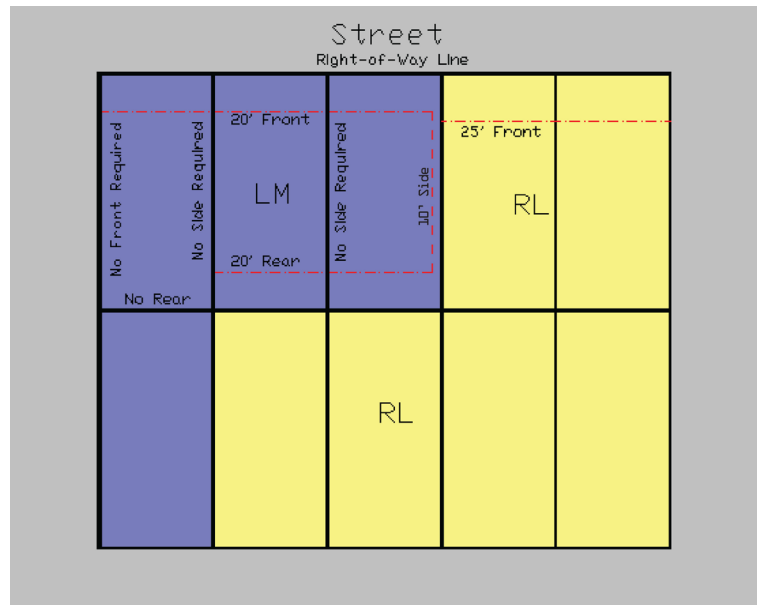 Street
Right-of-Way Line
20' Front
25' Front
No Front Required
No Side Required
LM
No Side Required
10' Side
RL
20' Rear
No Rear
RL